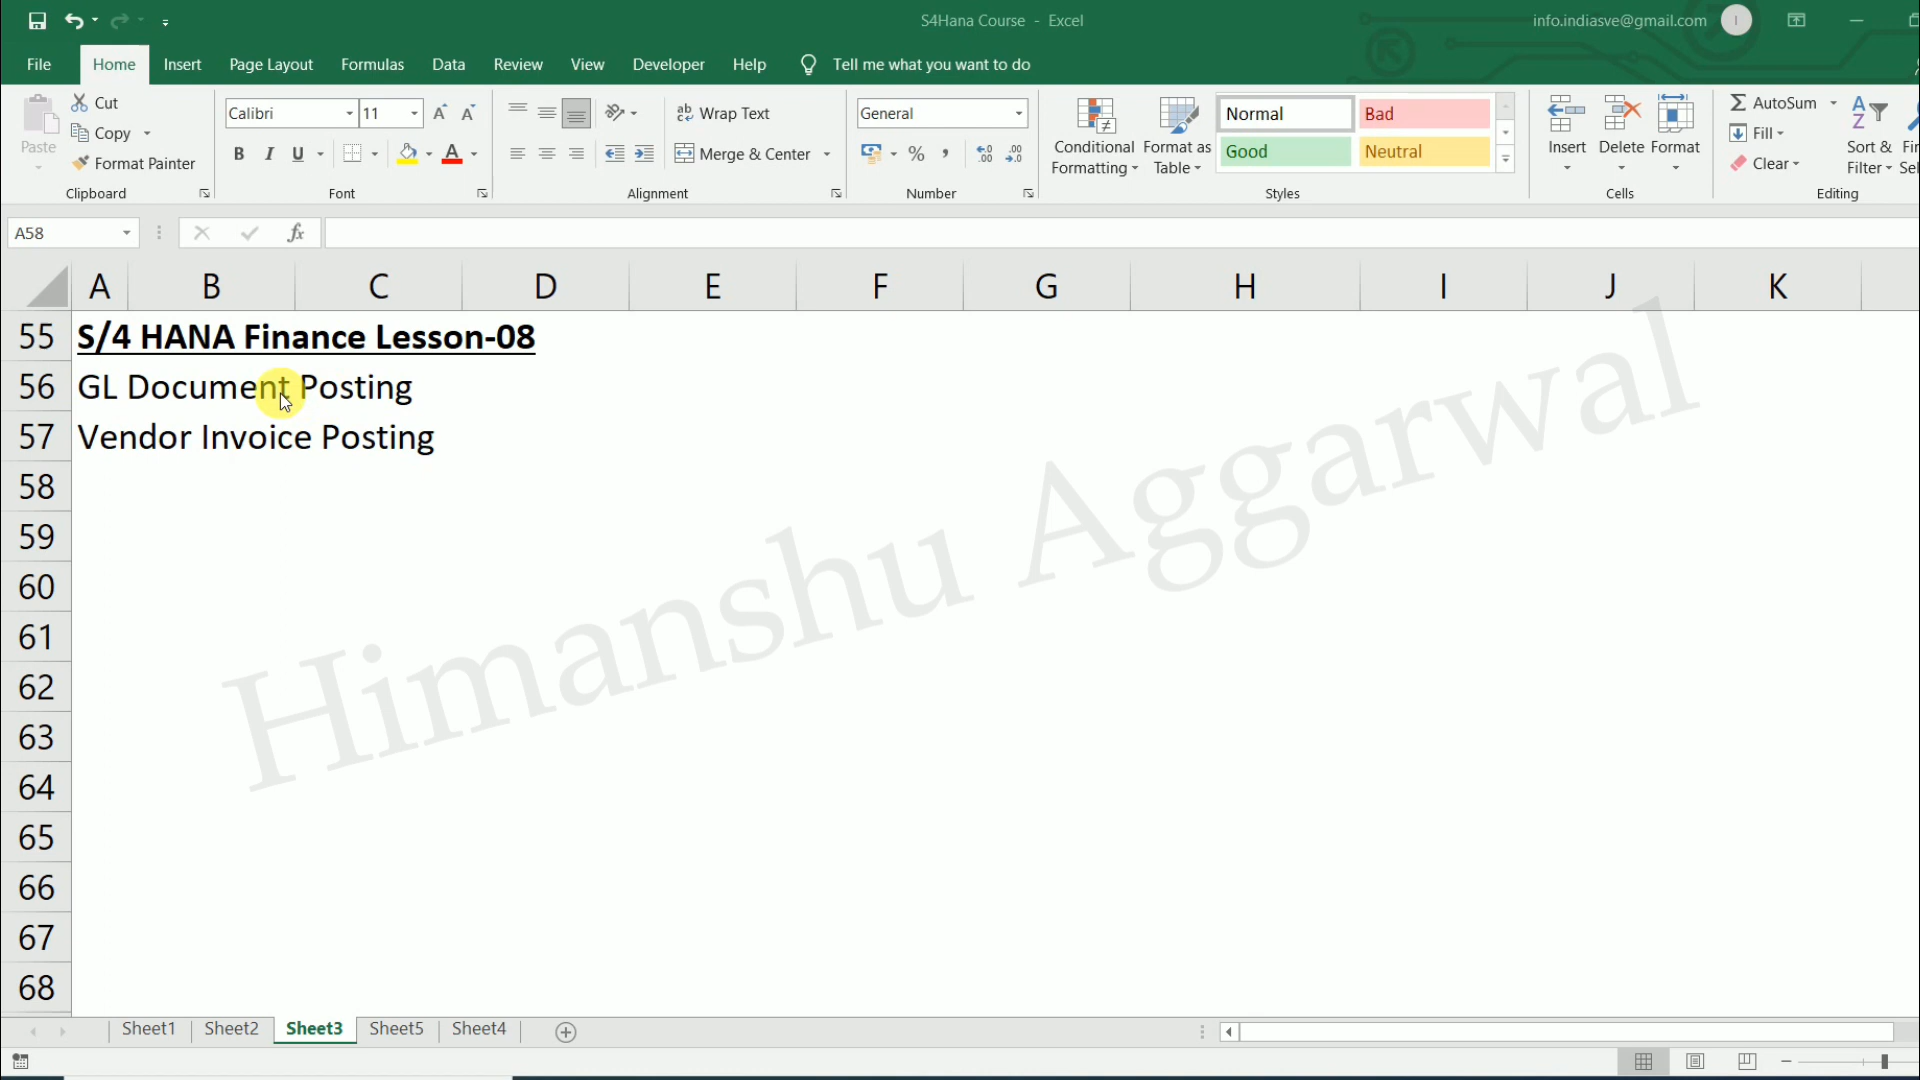 S4Hana Course - Excel
info.indiasve@gmail.com
I
File
Home
Insert
Page Layout
Formulas
Data
Review
View
Developer
Help
Tell me what you want to do
Paste
Cut
Copy
Format Painter
Clipboard
Calibri
11
B I U
Font
Wrap Text
Merge & Center
Alignment
General
Number
Conditional Formatting
Format as Table
Normal
Bad
Good
Neutral
Styles
Insert
Delete
Format
Cells
AutoSum
Fill
Clear
Sort & Filter
Editing
A58
fx
A B C D E F G H I J K
55 S/4 HANA Finance Lesson-08
56 GL Document Posting
57 Vendor Invoice Posting
58
59
60
61
62
63
64
65
66
67
68
Himanshu Aggarwal
Sheet1
Sheet2
Sheet3
Sheet5
Sheet4